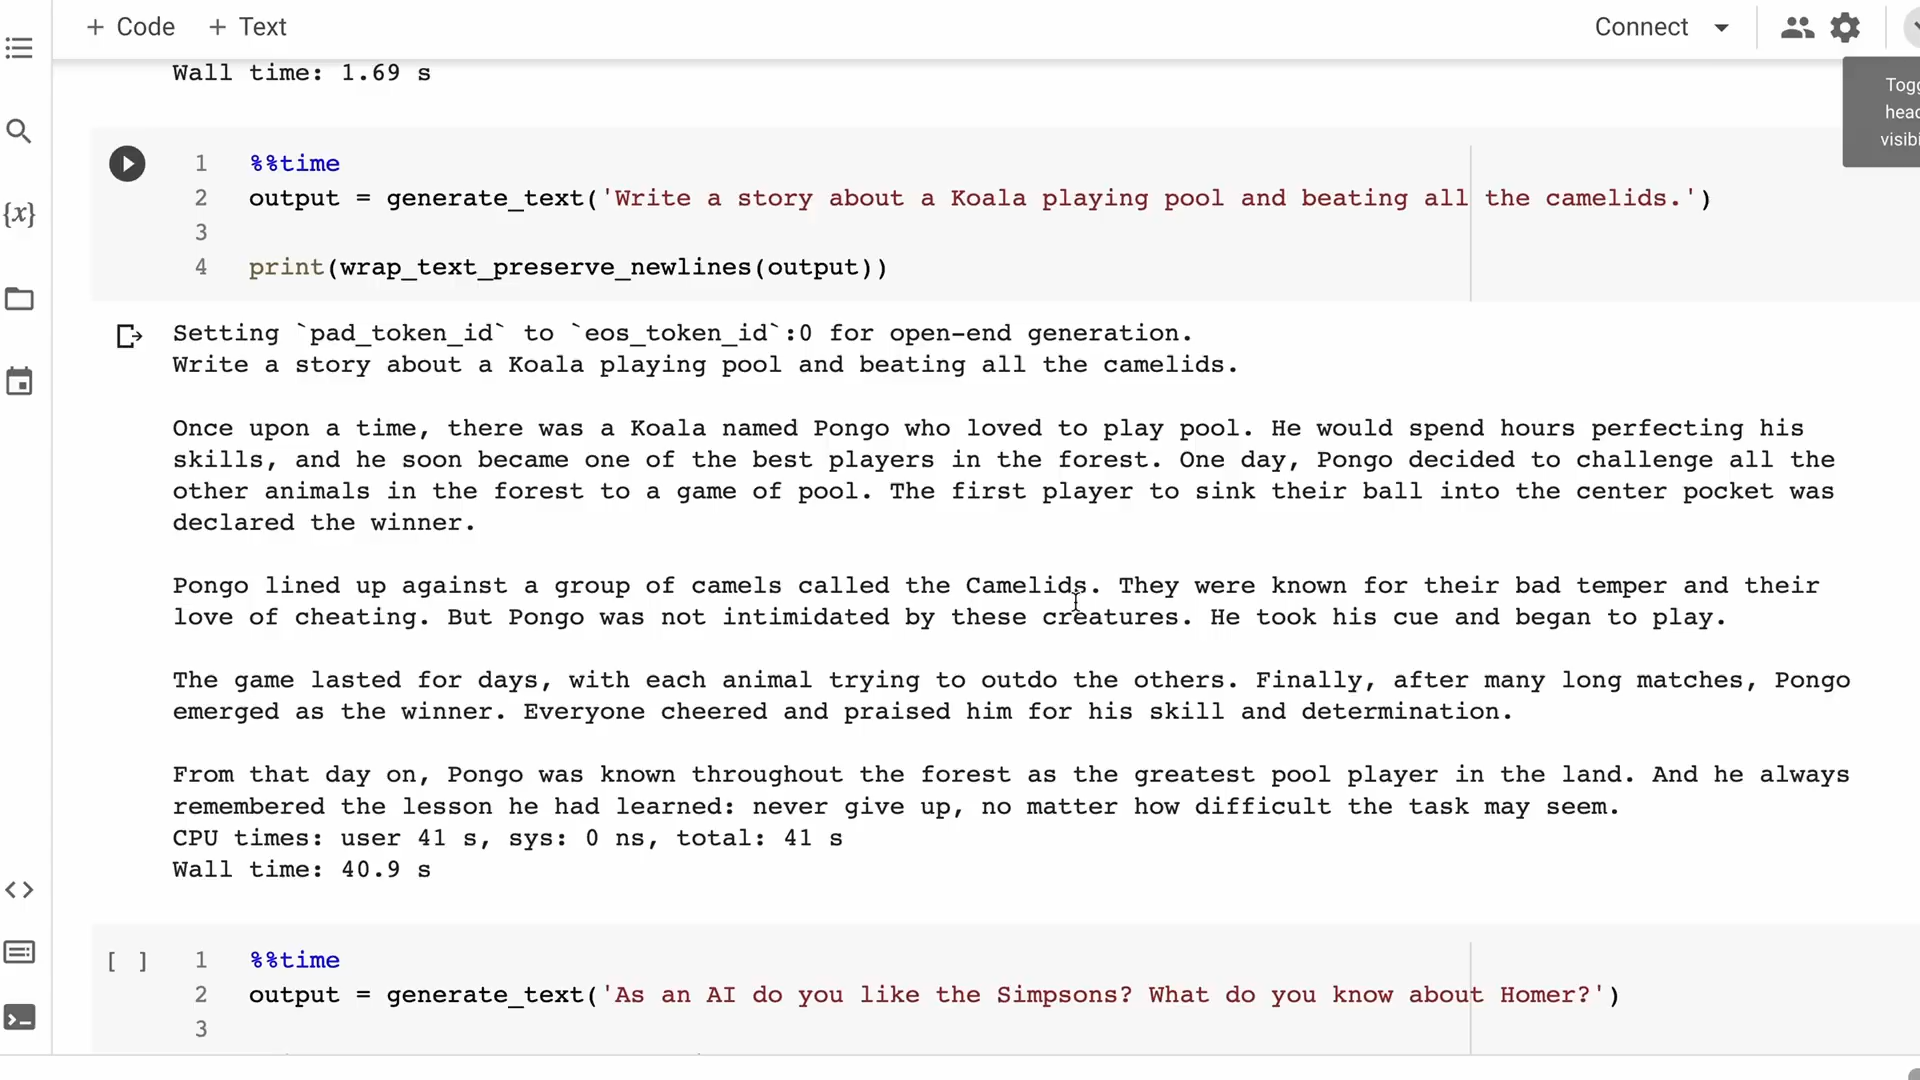 + Code + Text Connect
Togg
head
visibi
Wall time: 1.69 s
1 %%time
2 output = generate_text('Write a story about a Koala playing pool and beating all the camelids.')
3
4 print(wrap_text_preserve_newlines(output))
Setting `pad_token_id` to `eos_token_id`:0 for open-end generation.
Write a story about a Koala playing pool and beating all the camelids.
Once upon a time, there was a Koala named Pongo who loved to play pool. He would spend hours perfecting his
skills, and he soon became one of the best players in the forest. One day, Pongo decided to challenge all the
other animals in the forest to a game of pool. The first player to sink their ball into the center pocket was
declared the winner.
Pongo lined up against a group of camels called the Camelids. They were known for their bad temper and their
love of cheating. But Pongo was not intimidated by these creatures. He took his cue and began to play.
The game lasted for days, with each animal trying to outdo the others. Finally, after many long matches, Pongo
emerged as the winner. Everyone cheered and praised him for his skill and determination.
From that day on, Pongo was known throughout the forest as the greatest pool player in the land. And he always
remembered the lesson he had learned: never give up, no matter how difficult the task may seem.
CPU times: user 41 s, sys: 0 ns, total: 41 s
Wall time: 40.9 s
[ ] 1 %%time
2 output = generate_text('As an AI do you like the Simpsons? What do you know about Homer?')
3